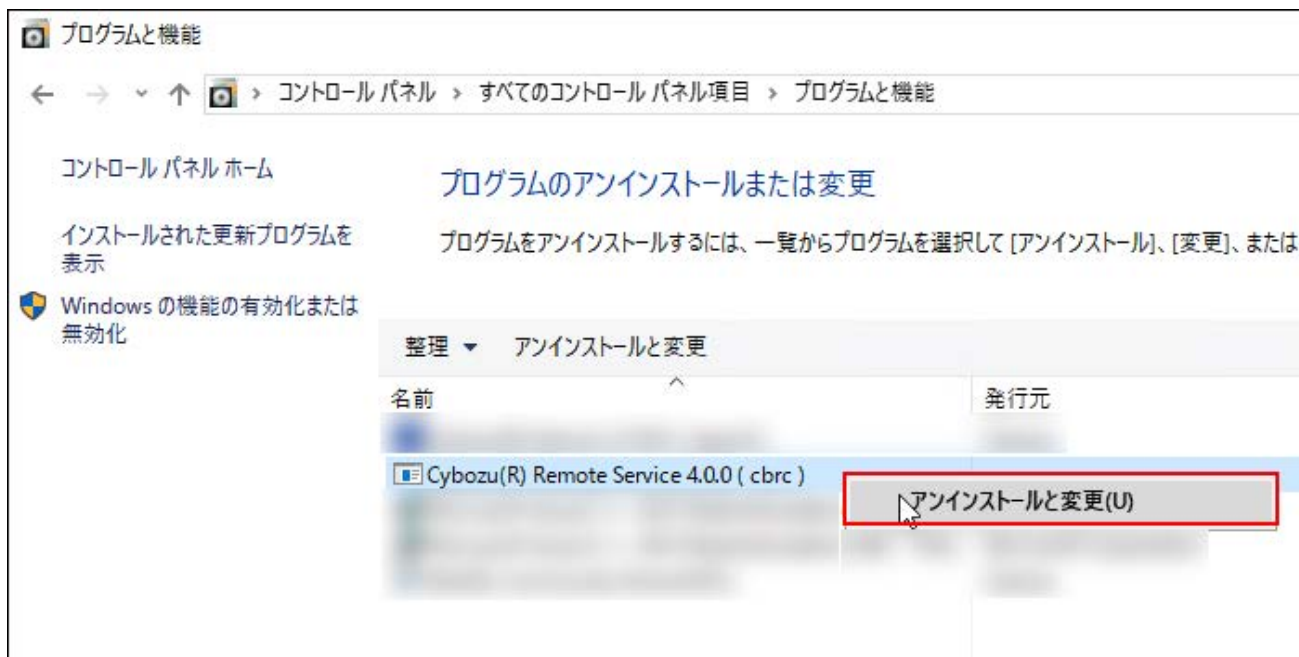 プログラムと機能
コントロール パネル › すべてのコントロール パネル項目 › プログラムと機能
コントロール パネル ホーム
インストールされた更新プログラムを
表示
Windows の機能の有効化または
無効化
プログラムのアンインストールまたは変更
プログラムをアンインストールするには、一覧からプログラムを選択して [アンインストール]、[変更]、または
整理 アンインストールと変更
名前 発行元
Cybozu(R) Remote Service 4.0.0 ( cbrc )
アンインストールと変更(U)